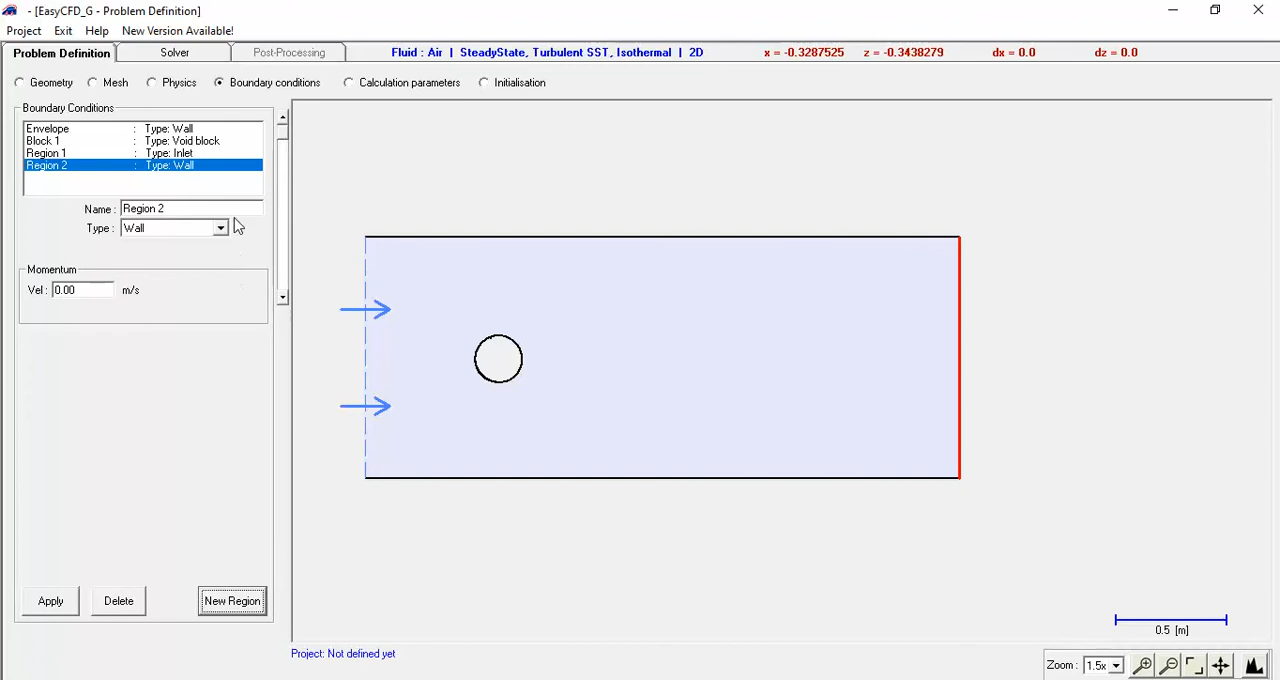 - [EasyCFD_G - Problem Definition]
Project Exit Help New Version Available!
Problem Definition Solver Post-Processing Fluid : Air | SteadyState, Turbulent SST, Isothermal | 2D x = -0.3287525 z = -0.3438279 dx = 0.0 dz = 0.0
Geometry Mesh Physics Boundary conditions Calculation parameters Initialisation
Boundary Conditions
Envelope : Type: Wall
Block 1 : Type: Void block
Region 1 : Type: Inlet
Region 2 : Type: Wall
Name : Region 2
Type : Wall
Momentum
Vel : 0.00 m/s
Apply Delete New Region
0.5 [m]
Project: Not defined yet
Zoom : 1.5x